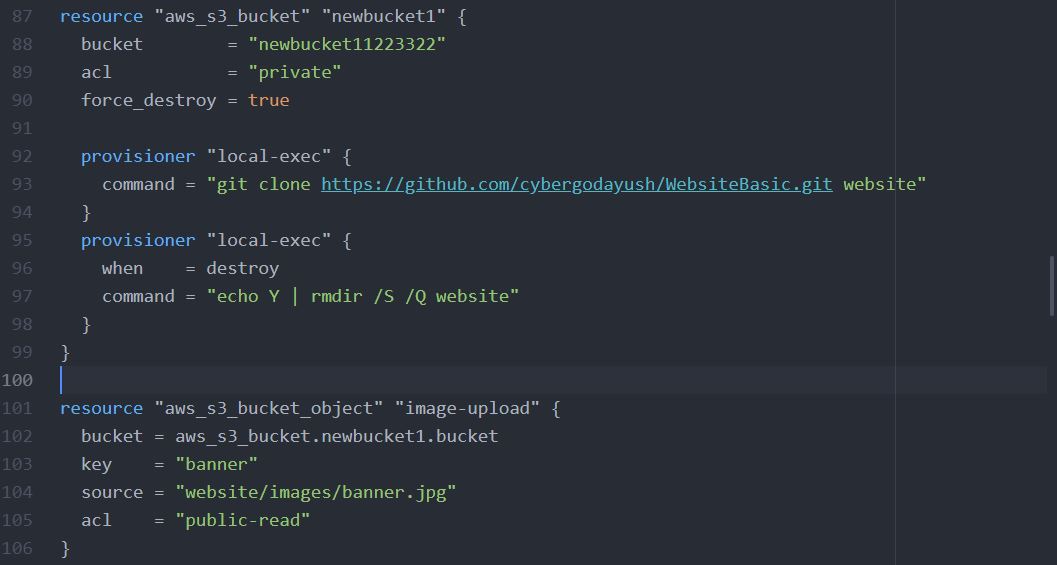 87 resource "aws_s3_bucket" "newbucket1" {
88 bucket = "newbucket11223322"
89 acl = "private"
90 force_destroy = true
91
92 provisioner "local-exec" {
93 command = "git clone https://github.com/cybergodayush/WebsiteBasic.git website"
94 }
95 provisioner "local-exec" {
96 when = destroy
97 command = "echo Y | rmdir /S /Q website"
98 }
99 }
100
101 resource "aws_s3_bucket_object" "image-upload" {
102 bucket = aws_s3_bucket.newbucket1.bucket
103 key = "banner"
104 source = "website/images/banner.jpg"
105 acl = "public-read"
106 }